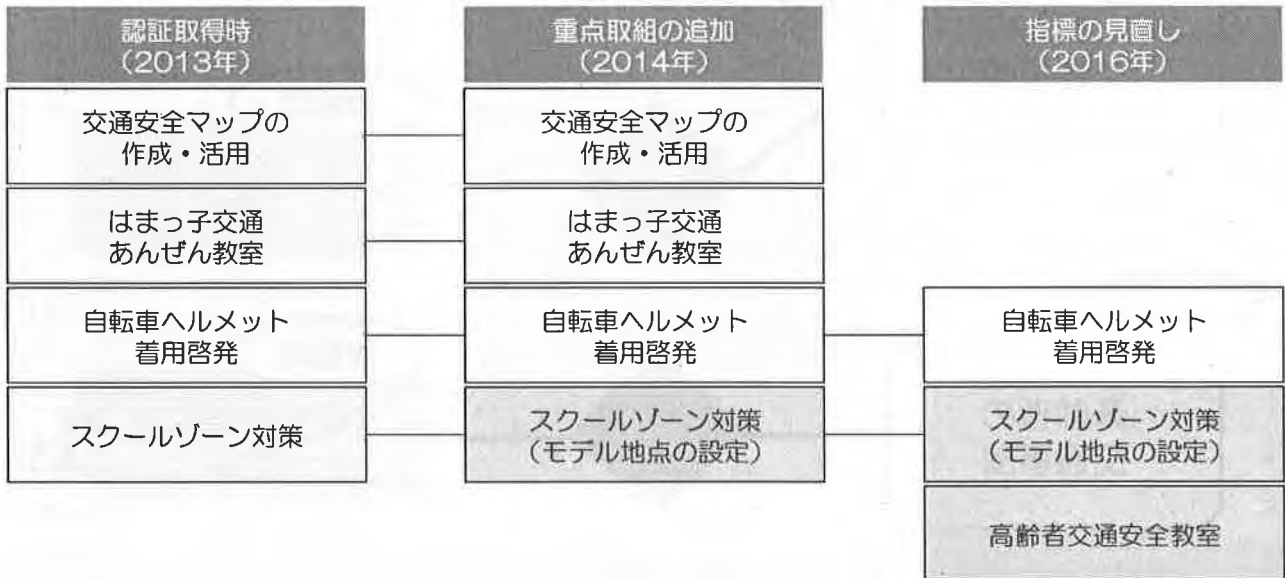 認証取得時
（2013年）
交通安全マップの
作成・活用
はまっ子交通
あんぜん教室
自転車ヘルメット
着用啓発
スクールゾーン対策
重点取組の追加
（2014年）
交通安全マップの
作成・活用
はまっ子交通
あんぜん教室
自転車ヘルメット
着用啓発
スクールゾーン対策
（モデル地点の設定）
指標の見直し
（2016年）
自転車ヘルメット
着用啓発
スクールゾーン対策
（モデル地点の設定）
高齢者交通安全教室